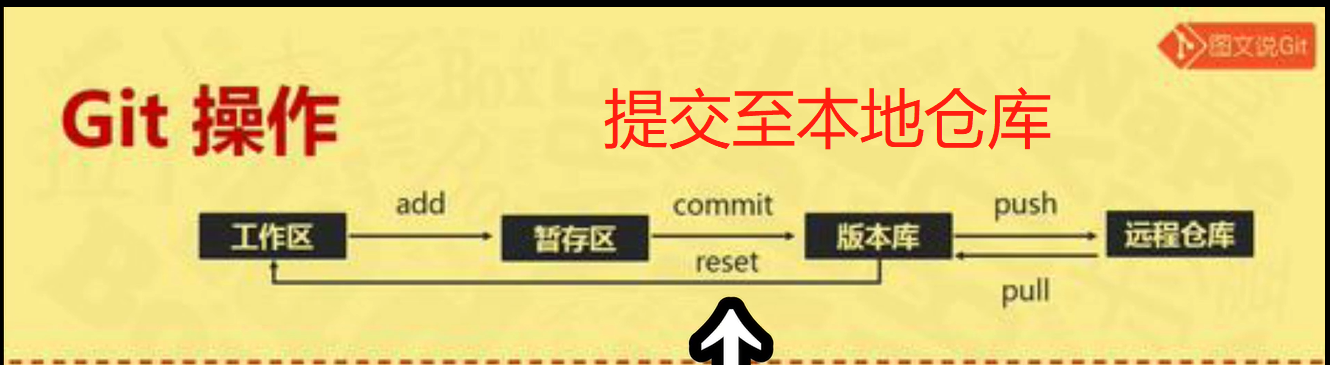 图文说Git
Git 操作
提交至本地仓库
add
commit
push
工作区
暂存区
版本库
远程仓库
reset
pull